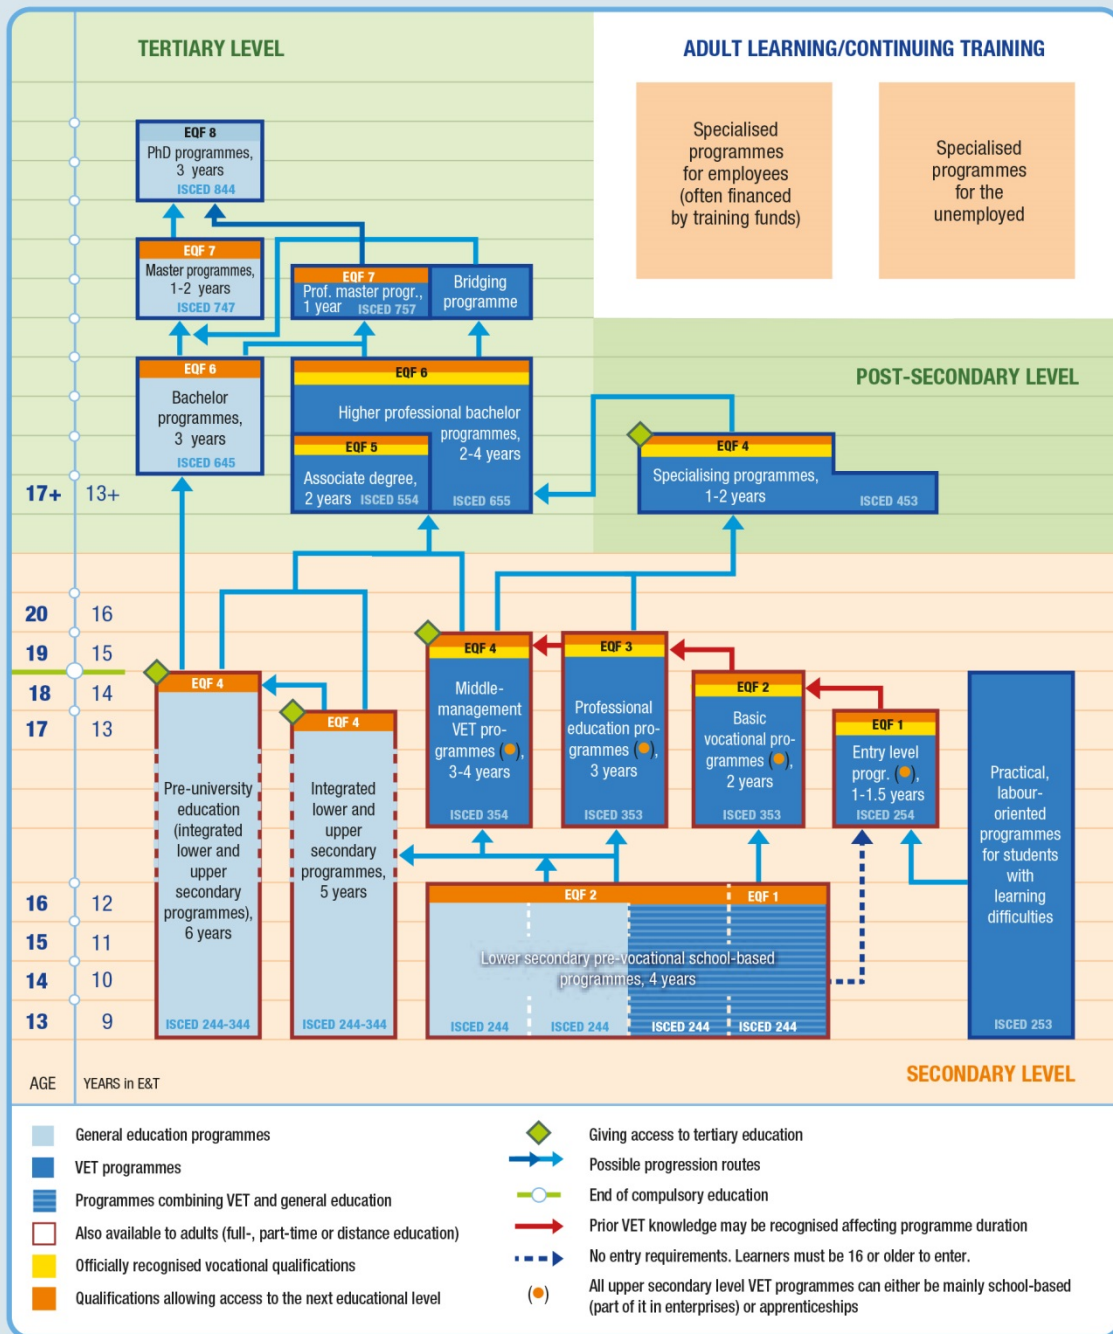 TERTIARY LEVEL
ADULT LEARNING/CONTINUING TRAINING
Specialised
programmes
for employees
(often financed
by training funds)
Specialised
programmes
for the
unemployed
EQF 8
PhD programmes,
3 years
ISCED 844
EQF 7
Master programmes,
1-2 years
ISCED 747
EQF 7
Prof. master progr.,
1 year ISCED 757
Bridging
programme
POST-SECONDARY LEVEL
EQF 6
Bachelor
programmes,
3 years
ISCED 645
EQF 6
Higher professional bachelor
programmes,
2-4 years
ISCED 655
EQF 5
Associate degree,
2 years ISCED 554
EQF 4
Specialising programmes,
1-2 years
ISCED 453
17+ 13+
20 16
19 15
18 14
17 13
16 12
15 11
14 10
13 9
AGE YEARS in E&T
EQF 4
Pre-university
education
(integrated
lower and
upper
secondary
programmes),
6 years
ISCED 244-344
EQF 4
Integrated
lower and
upper
secondary
programmes,
5 years
ISCED 244-344
EQF 4
Middle-
management
VET pro-
grammes ( ),
3-4 years
ISCED 354
EQF 3
Professional
education pro-
grammes ( ),
3 years
ISCED 353
EQF 2
Basic
vocational pro-
grammes ( ),
2 years
ISCED 353
EQF 1
Entry level
progr. ( ),
1-1.5 years
ISCED 254
Practical,
labour-
oriented
programmes
for students
with
learning
difficulties
ISCED 253
EQF 2 EQF 1
Lower secondary pre-vocational school-based
programmes, 4 years
ISCED 244 ISCED 244 ISCED 244 ISCED 244
SECONDARY LEVEL
General education programmes
VET programmes
Programmes combining VET and general education
Also available to adults (full-, part-time or distance education)
Officially recognised vocational qualifications
Qualifications allowing access to the next educational level
Giving access to tertiary education
Possible progression routes
End of compulsory education
Prior VET knowledge may be recognised affecting programme duration
No entry requirements. Learners must be 16 or older to enter.
( ) All upper secondary level VET programmes can either be mainly school-based
(part of it in enterprises) or apprenticeships